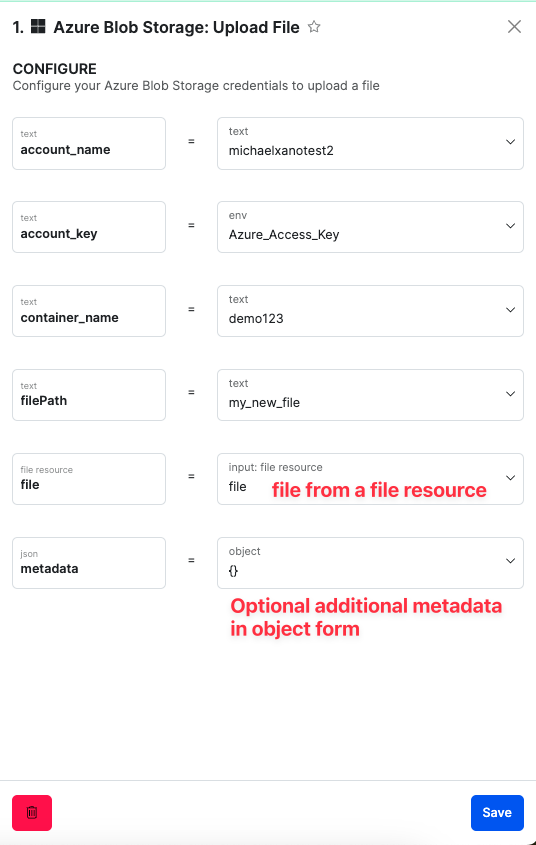 1. Azure Blob Storage: Upload File
CONFIGURE
Configure your Azure Blob Storage credentials to upload a file
text
account_name
=
text
michaelxanotest2
text
account_key
=
env
Azure_Access_Key
text
container_name
=
text
demo123
text
filePath
=
text
my_new_file
file resource
file
=
input: file resource
file
file from a file resource
json
metadata
=
object
{}
Optional additional metadata
in object form
Save